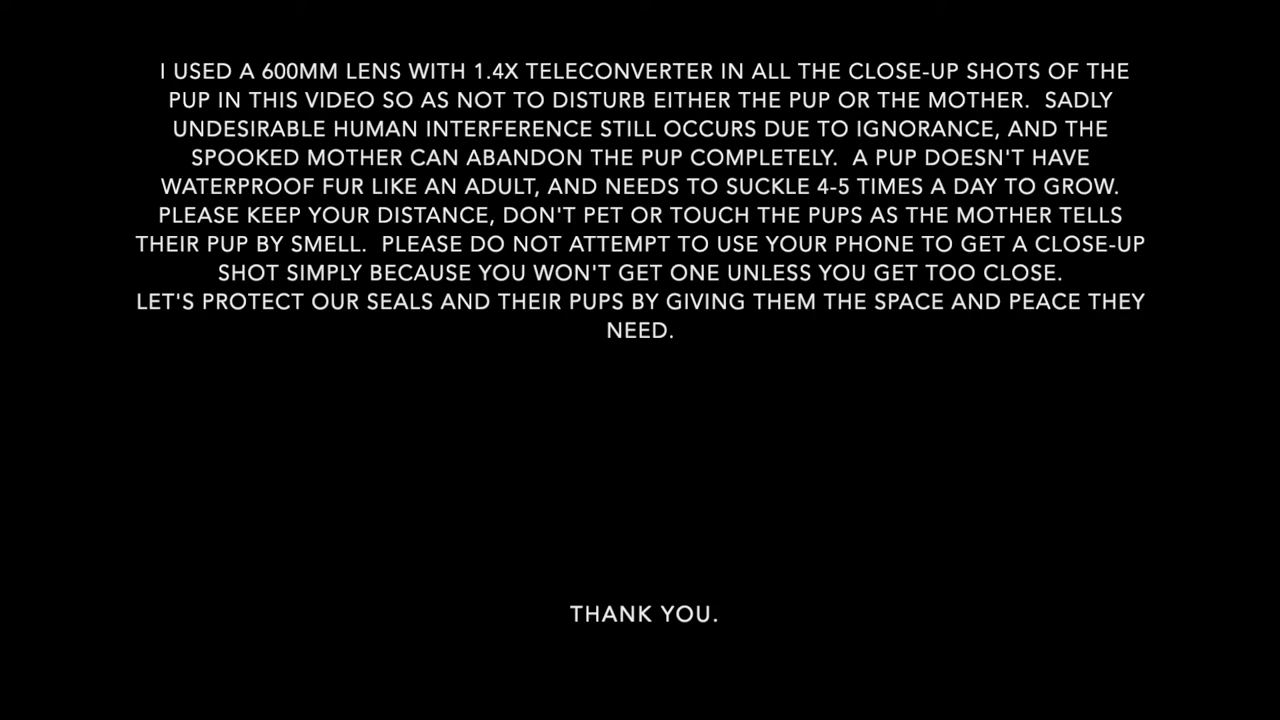 I USED A 600MM LENS WITH 1.4X TELECONVERTER IN ALL THE CLOSE-UP SHOTS OF THE
PUP IN THIS VIDEO SO AS NOT TO DISTURB EITHER THE PUP OR THE MOTHER.  SADLY
UNDESIRABLE HUMAN INTERFERENCE STILL OCCURS DUE TO IGNORANCE, AND THE
SPOOKED MOTHER CAN ABANDON THE PUP COMPLETELY.  A PUP DOESN'T HAVE
WATERPROOF FUR LIKE AN ADULT, AND NEEDS TO SUCKLE 4-5 TIMES A DAY TO GROW.
PLEASE KEEP YOUR DISTANCE, DON'T PET OR TOUCH THE PUPS AS THE MOTHER TELLS
THEIR PUP BY SMELL.  PLEASE DO NOT ATTEMPT TO USE YOUR PHONE TO GET A CLOSE-UP
SHOT SIMPLY BECAUSE YOU WON'T GET ONE UNLESS YOU GET TOO CLOSE.
LET'S PROTECT OUR SEALS AND THEIR PUPS BY GIVING THEM THE SPACE AND PEACE THEY
NEED.
THANK YOU.